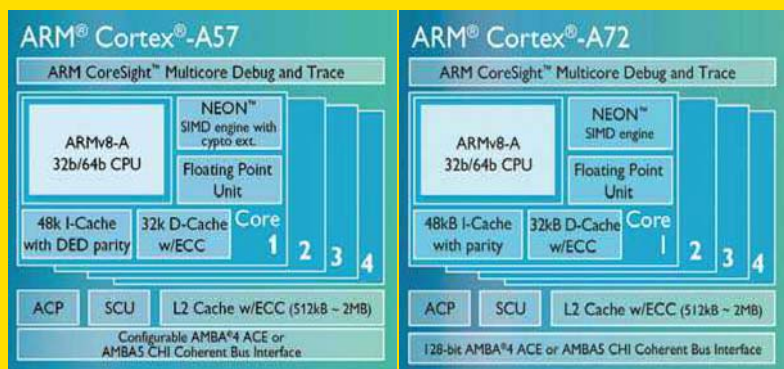 ARM® Cortex®-A57
ARM CoreSight™ Multicore Debug and Trace
ARMv8-A
32b/64b CPU
NEON™
SIMD engine with
cypto ext.
Floating Point
Unit
48k I-Cache
with DED parity
32k D-Cache
w/ECC
Core
1
2
3
4
ACP
SCU
L2 Cache w/ECC (512kB ~ 2MB)
Configurable AMBA®4 ACE or
AMBA5 CHI Coherent Bus Interface
ARM® Cortex®-A72
ARM CoreSight™ Multicore Debug and Trace
ARMv8-A
32b/64b CPU
NEON™
SIMD engine
Floating Point
Unit
48kB I-Cache
with parity
32kB D-Cache
w/ECC
Core
1
2
3
4
ACP
SCU
L2 Cache w/ECC (512kB ~ 2MB)
128-bit AMBA®4 ACE or AMBA5 CHI Coherent Bus Interface